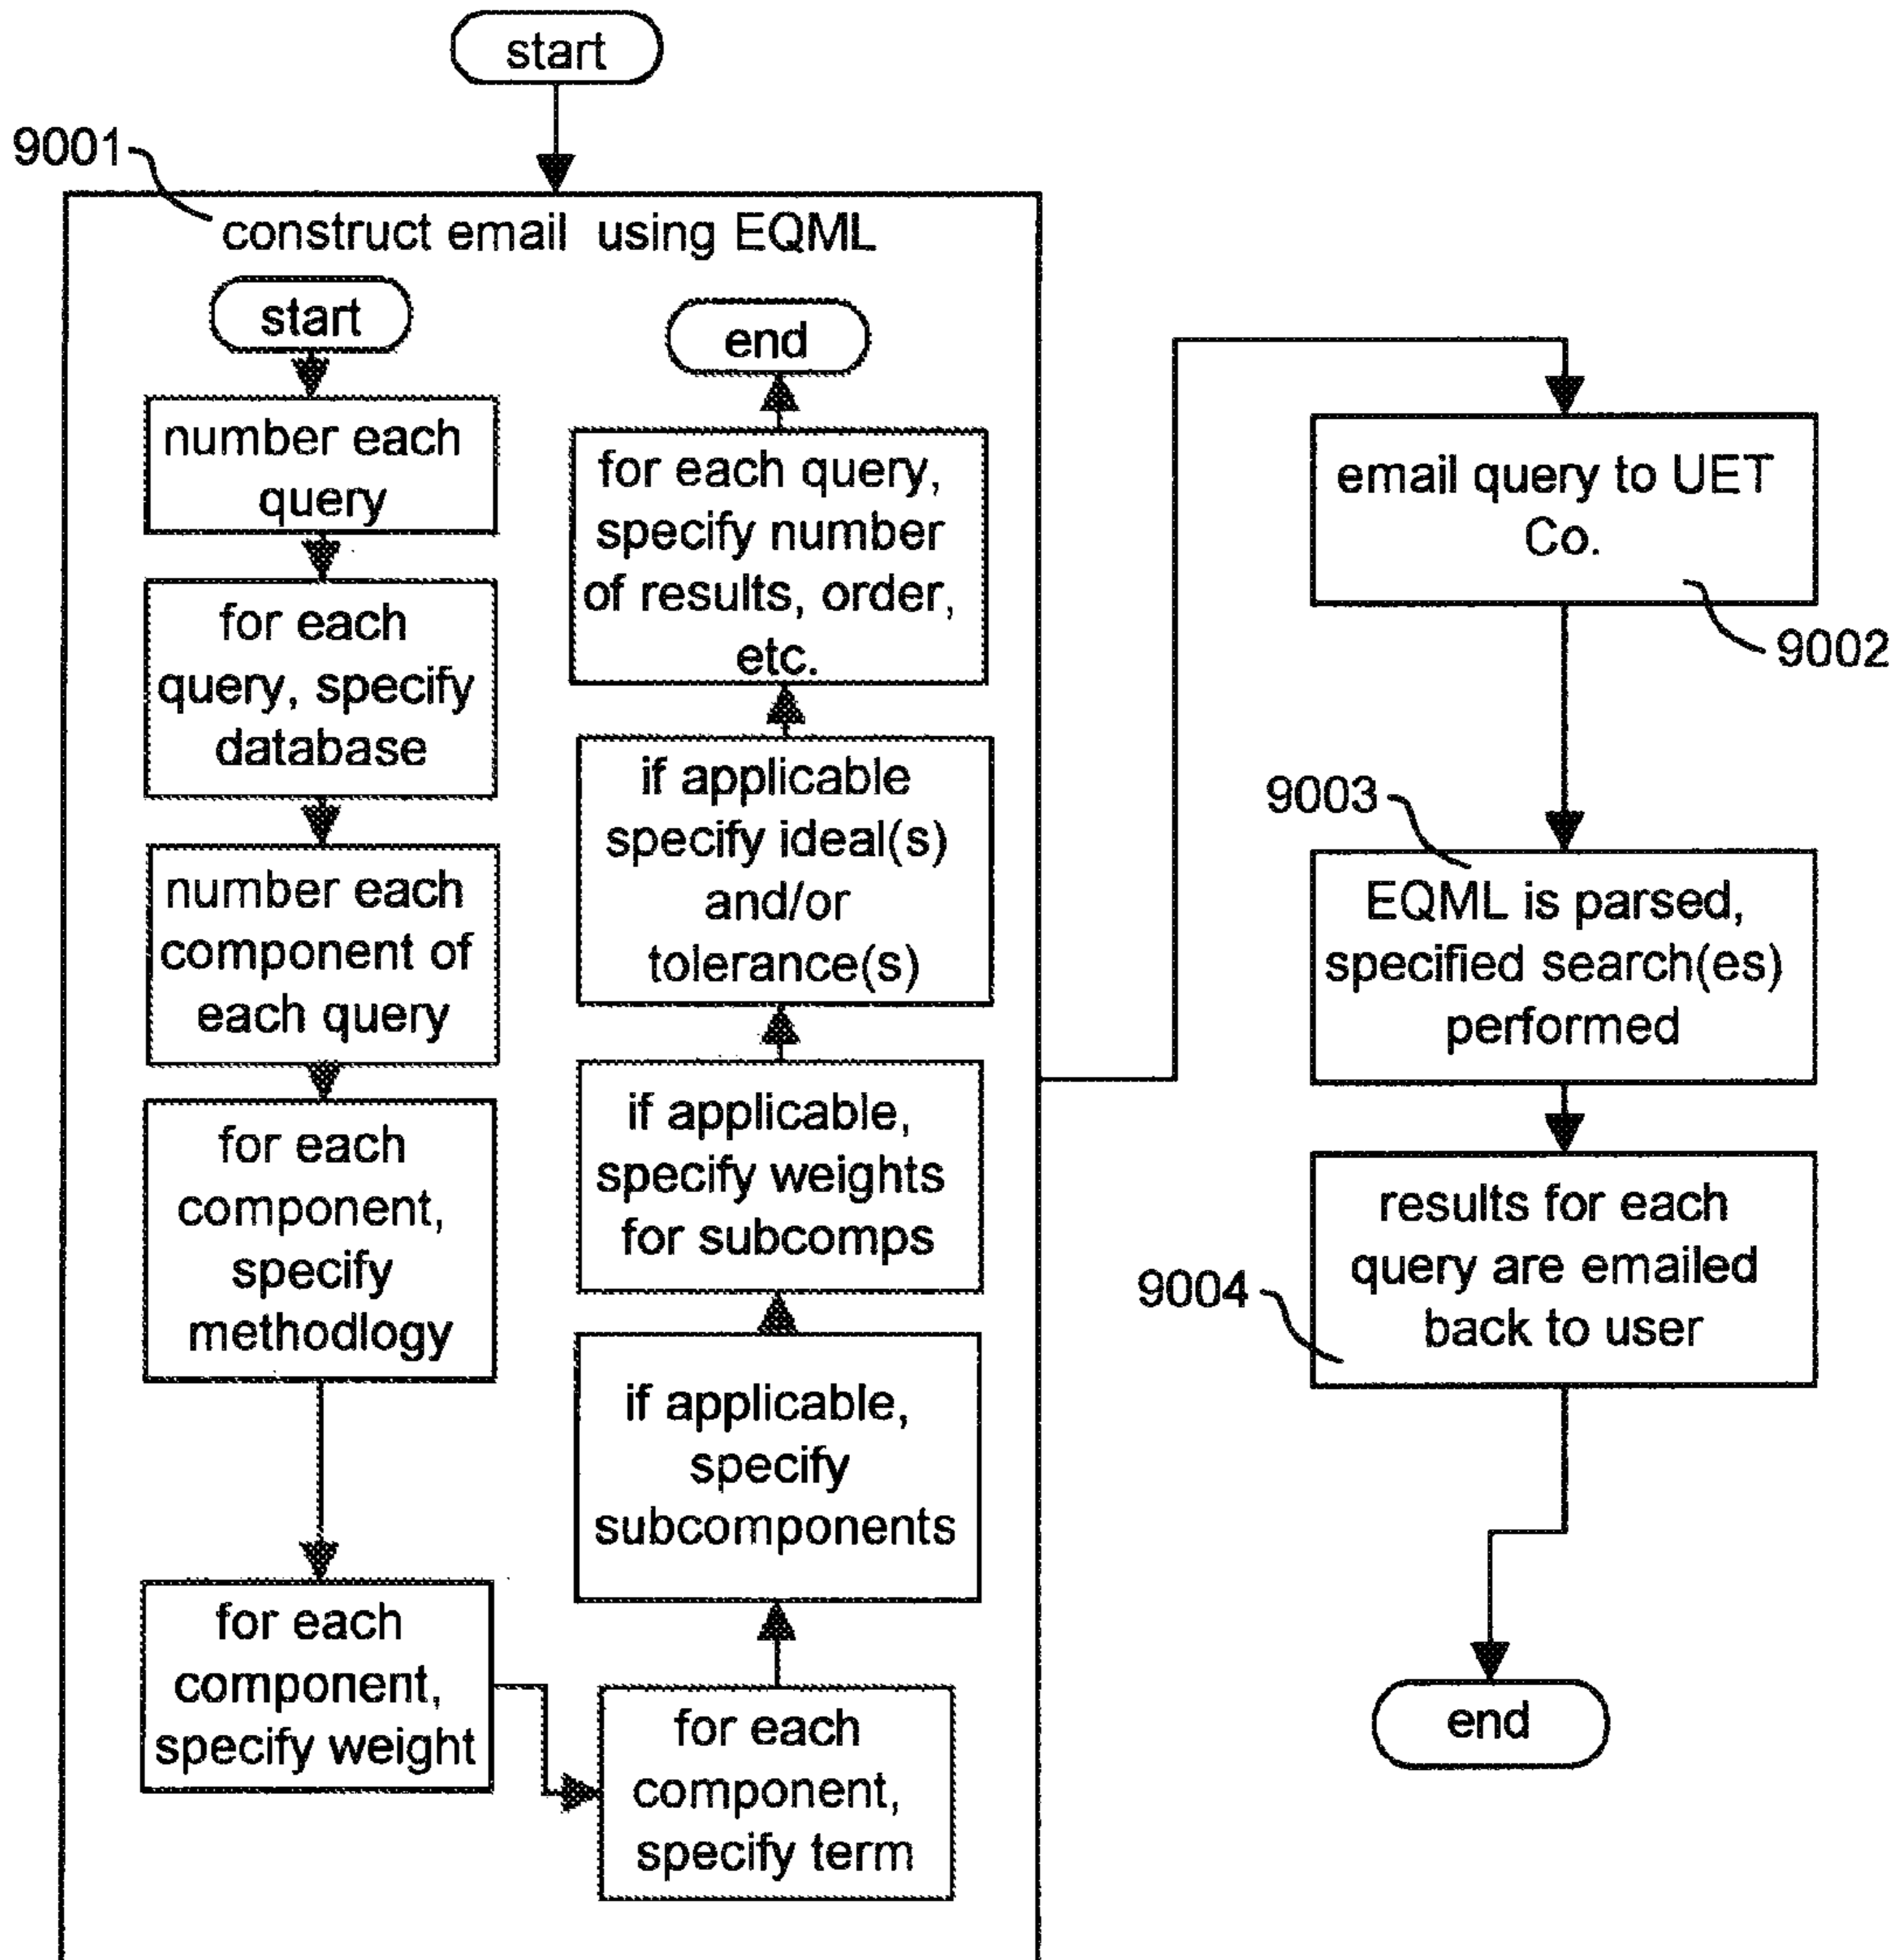 start
9001
construct email using EQML
start
number each
query
for each
query, specify
database
number each
component of
each query
for each
component,
specify
methodlogy
for each
component,
specify weight
for each
component,
specify term
if applicable,
specify
subcomponents
if applicable,
specify weights
for subcomps
if applicable
specify ideal(s)
and/or
tolerance(s)
for each query,
specify number
of results, order,
etc.
end
email query to UET
Co.
9002
9003
EQML is parsed,
specified search(es)
performed
results for each
query are emailed
back to user
9004
end